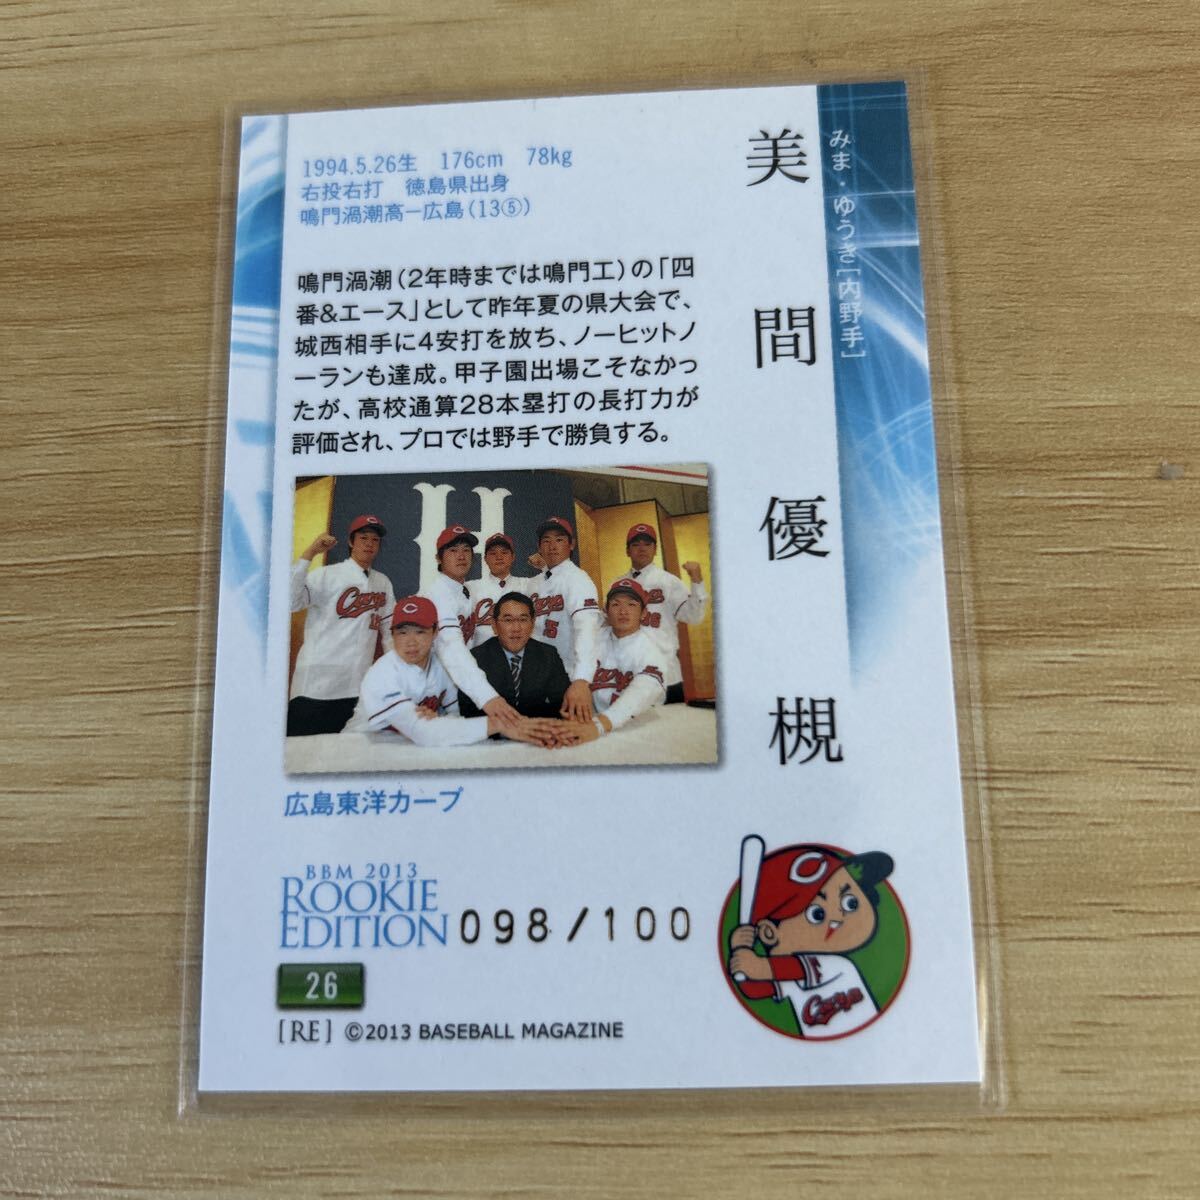 美間優槻
みま・ゆうき[内野手]
1994.5.26生 176cm 78kg
右投右打 徳島県出身
鳴門渦潮高ー広島(13⑤)
鳴門渦潮(2年時までは鳴門工)の「四
番&エース」として昨年夏の県大会で、
城西相手に4安打を放ち、ノーヒットノ
ーランも達成。甲子園出場こそなかっ
たが、高校通算28本塁打の長打力が
評価され、プロでは野手で勝負する。
H
広島東洋カープ
BBM 2013
ROOKIE
EDITION
098/100
26
[RE] ©2013 BASEBALL MAGAZINE
C
Carp